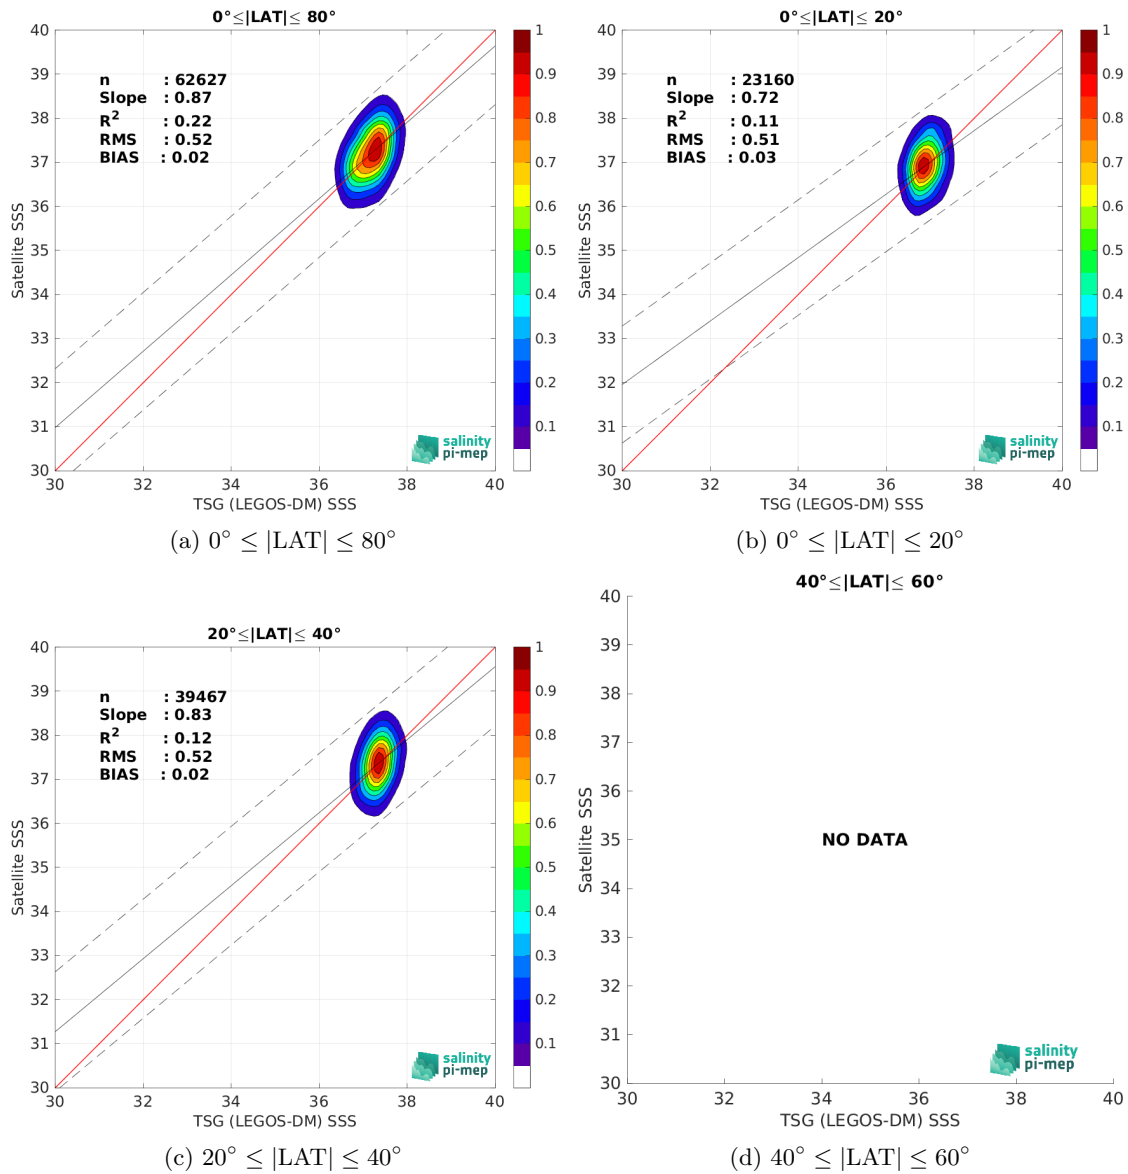 0°≤|LAT|≤ 80°
40
39
38
37
36
35
34
33
32
31
30
Satellite SSS
n : 62627
Slope : 0.87
R² : 0.22
RMS : 0.52
BIAS : 0.02
salinity
pi-mep
30 32 34 36 38 40
TSG (LEGOS-DM) SSS
1
0.9
0.8
0.7
0.6
0.5
0.4
0.3
0.2
0.1
(a) 0° ≤ |LAT| ≤ 80°
0°≤|LAT|≤ 20°
40
39
38
37
36
35
34
33
32
31
30
Satellite SSS
n : 23160
Slope : 0.72
R² : 0.11
RMS : 0.51
BIAS : 0.03
salinity
pi-mep
30 32 34 36 38 40
TSG (LEGOS-DM) SSS
1
0.9
0.8
0.7
0.6
0.5
0.4
0.3
0.2
0.1
(b) 0° ≤ |LAT| ≤ 20°
20°≤|LAT|≤ 40°
40
39
38
37
36
35
34
33
32
31
30
Satellite SSS
n : 39467
Slope : 0.83
R² : 0.12
RMS : 0.52
BIAS : 0.02
salinity
pi-mep
30 32 34 36 38 40
TSG (LEGOS-DM) SSS
1
0.9
0.8
0.7
0.6
0.5
0.4
0.3
0.2
0.1
(c) 20° ≤ |LAT| ≤ 40°
40°≤|LAT|≤ 60°
40
39
38
37
36
35
34
33
32
31
30
Satellite SSS
NO DATA
salinity
pi-mep
30 32 34 36 38 40
TSG (LEGOS-DM) SSS
(d) 40° ≤ |LAT| ≤ 60°